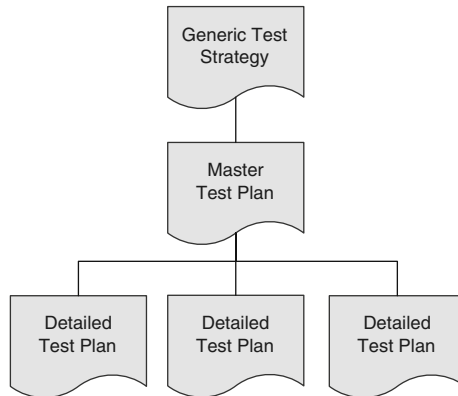 Generic Test
Strategy
Master
Test Plan
Detailed
Test Plan
Detailed
Test Plan
Detailed
Test Plan